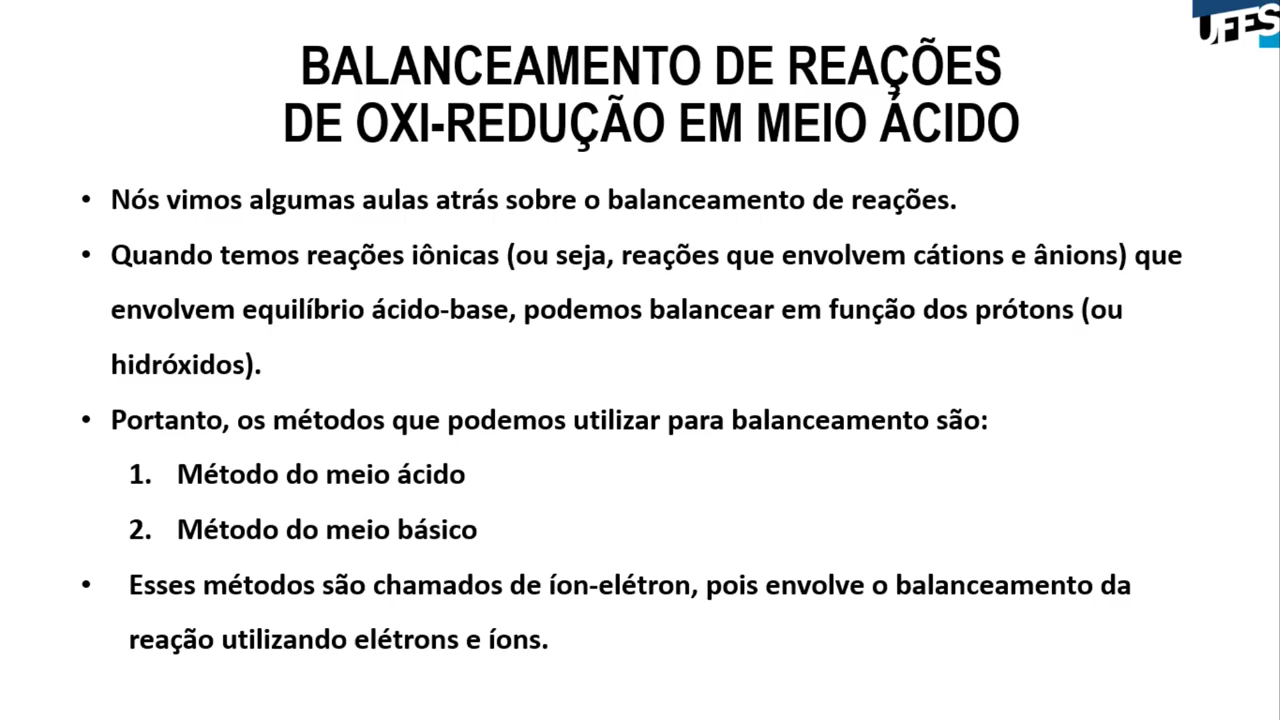 UFES
BALANCEAMENTO DE REAÇÕES
DE OXI-REDUÇÃO EM MEIO ÁCIDO
• Nós vimos algumas aulas atrás sobre o balanceamento de reações.
• Quando temos reações iônicas (ou seja, reações que envolvem cátions e ânions) que
envolvem equilíbrio ácido-base, podemos balancear em função dos prótons (ou
hidróxidos).
• Portanto, os métodos que podemos utilizar para balanceamento são:
1. Método do meio ácido
2. Método do meio básico
• Esses métodos são chamados de íon-elétron, pois envolve o balanceamento da
reação utilizando elétrons e íons.